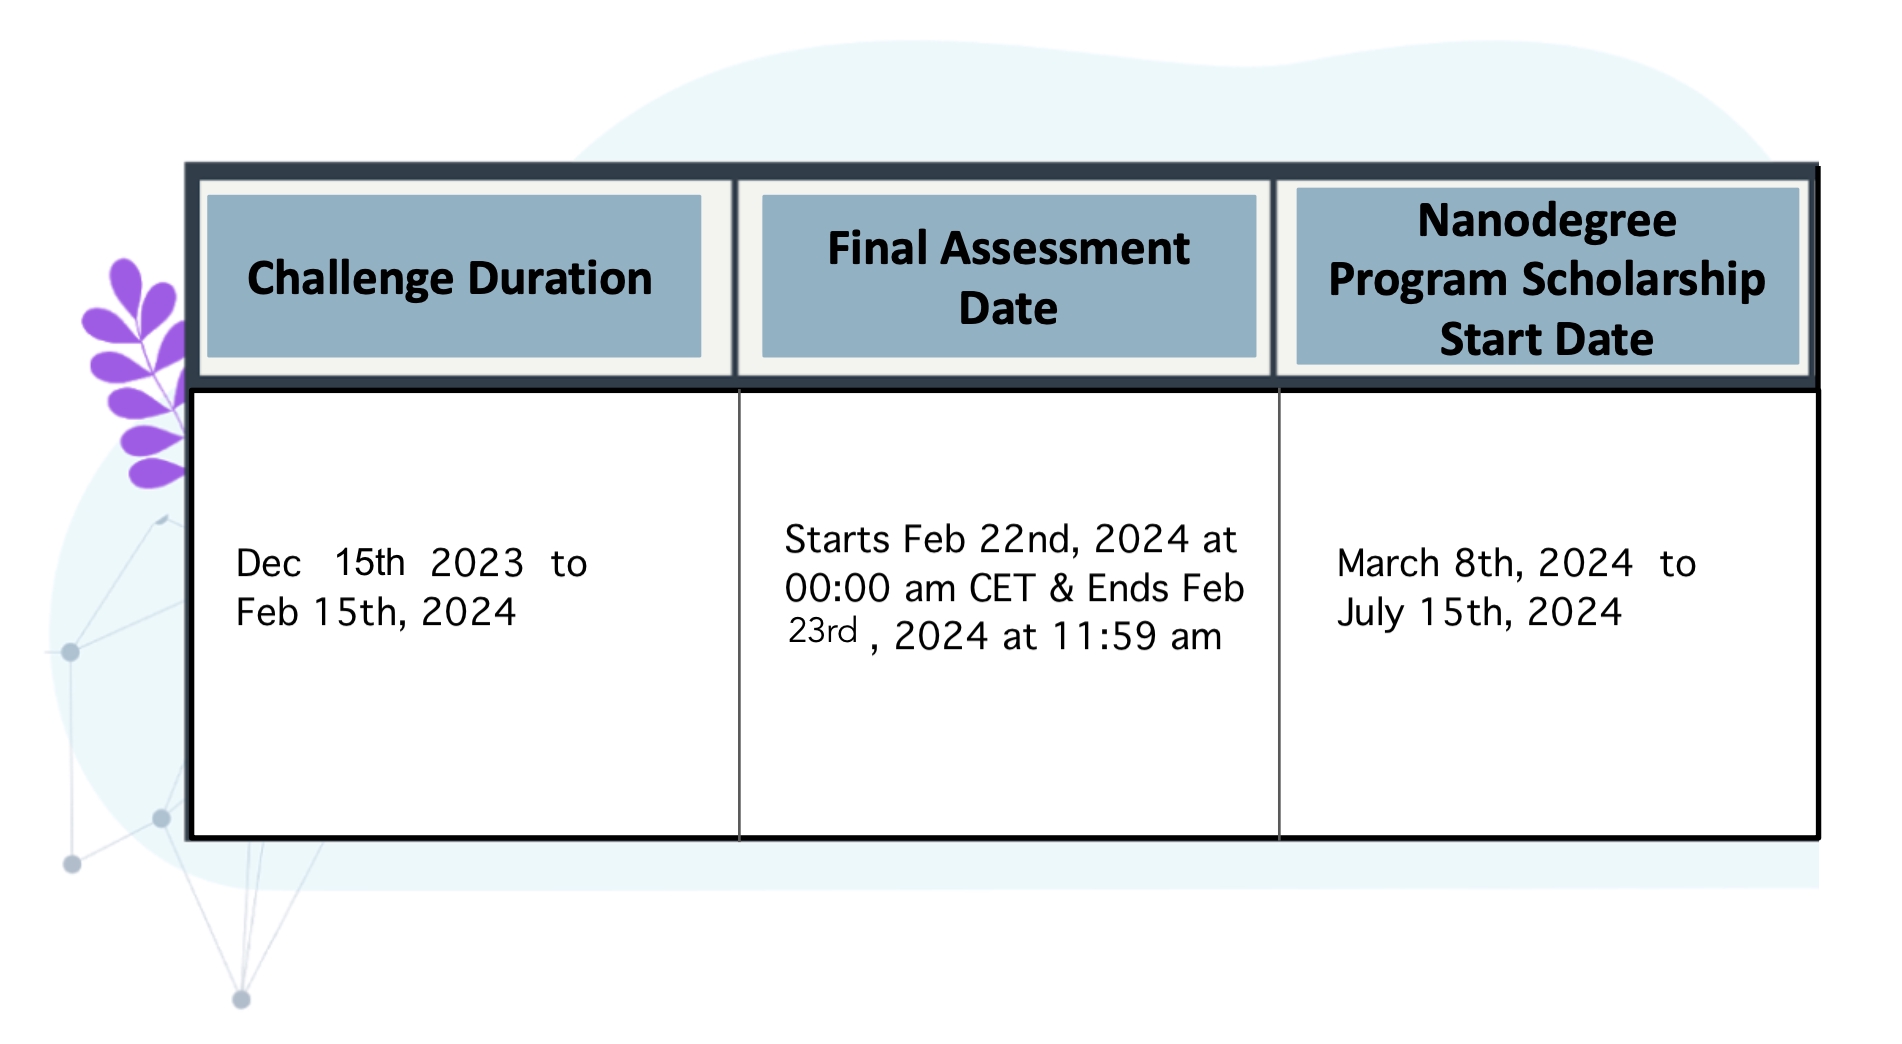 Challenge Duration
Final Assessment
Date
Nanodegree
Program Scholarship
Start Date
Dec 15th 2023 to
Feb 15th, 2024
Starts Feb 22nd, 2024 at
00:00 am CET & Ends Feb
23rd , 2024 at 11:59 am
March 8th, 2024 to
July 15th, 2024